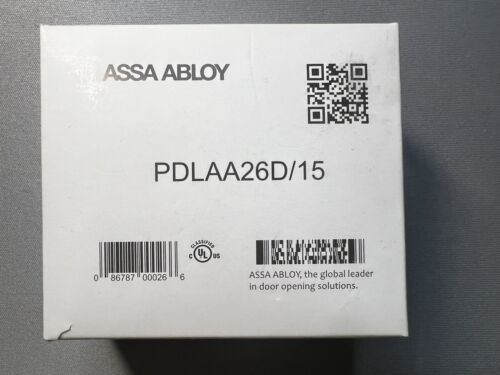 ASSA ABLOY
PDLAA26D/15
CLASSIFIED
C UL US
0 86787 00026 6
ASSA ABLOY, the global leader
in door opening solutions.